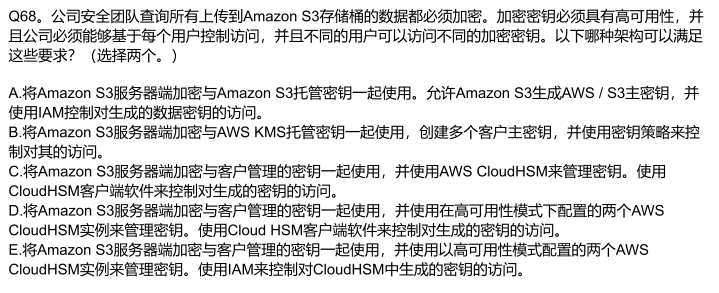 Q68。公司安全团队查询所有上传到Amazon S3存储桶的数据都必须加密。加密密钥必须具有高可用性，并
且公司必须能够基于每个用户控制访问，并且不同的用户可以访问不同的加密密钥。以下哪种架构可以满足
这些要求？（选择两个。）
A.将Amazon S3服务器端加密与Amazon S3托管密钥一起使用。允许Amazon S3生成AWS / S3主密钥，并
使用IAM控制对生成的数据密钥的访问。
B.将Amazon S3服务器端加密与AWS KMS托管密钥一起使用，创建多个客户主密钥，并使用密钥策略来控
制对其的访问。
C.将Amazon S3服务器端加密与客户管理的密钥一起使用，并使用AWS CloudHSM来管理密钥。使用
CloudHSM客户端软件来控制对生成的密钥的访问。
D.将Amazon S3服务器端加密与客户管理的密钥一起使用，并使用在高可用性模式下配置的两个AWS
CloudHSM实例来管理密钥。使用Cloud HSM客户端软件来控制对生成的密钥的访问。
E.将Amazon S3服务器端加密与客户管理的密钥一起使用，并使用以高可用性模式配置的两个AWS
CloudHSM实例来管理密钥。使用IAM来控制对CloudHSM中生成的密钥的访问。